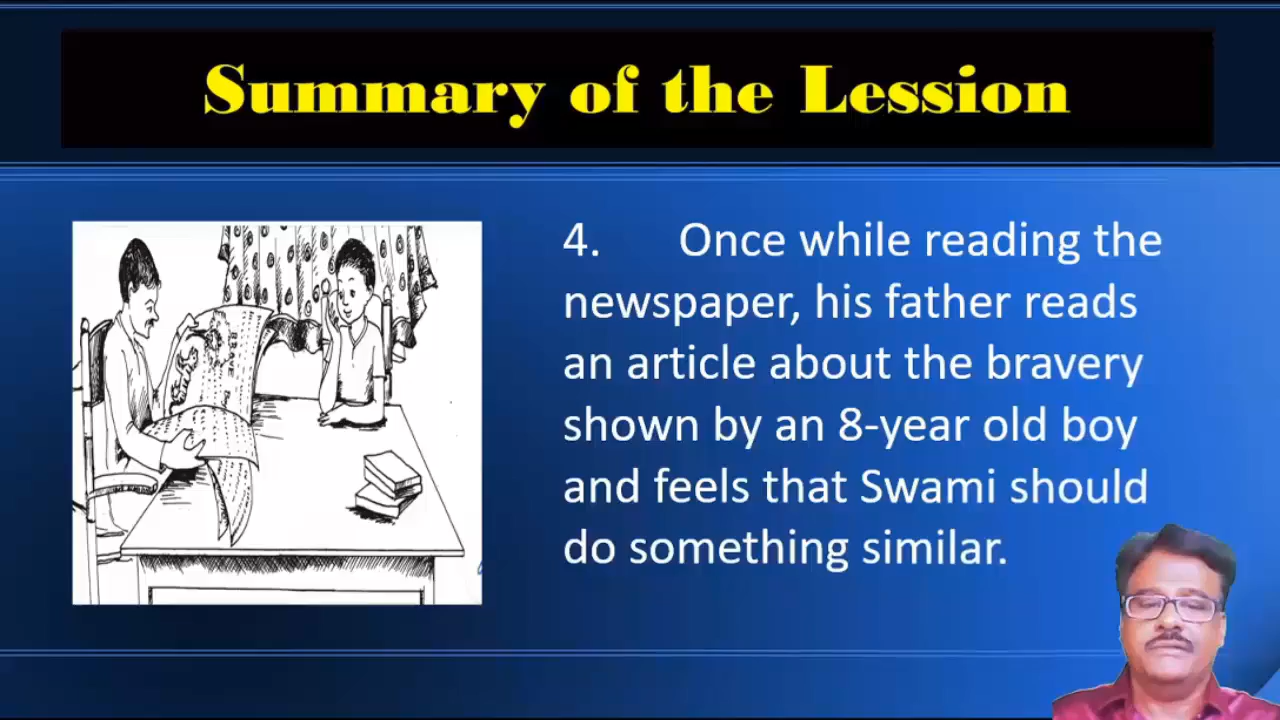 Summary of the Lession
4. Once while reading the
newspaper, his father reads
an article about the bravery
shown by an 8-year old boy
and feels that Swami should
do something similar.